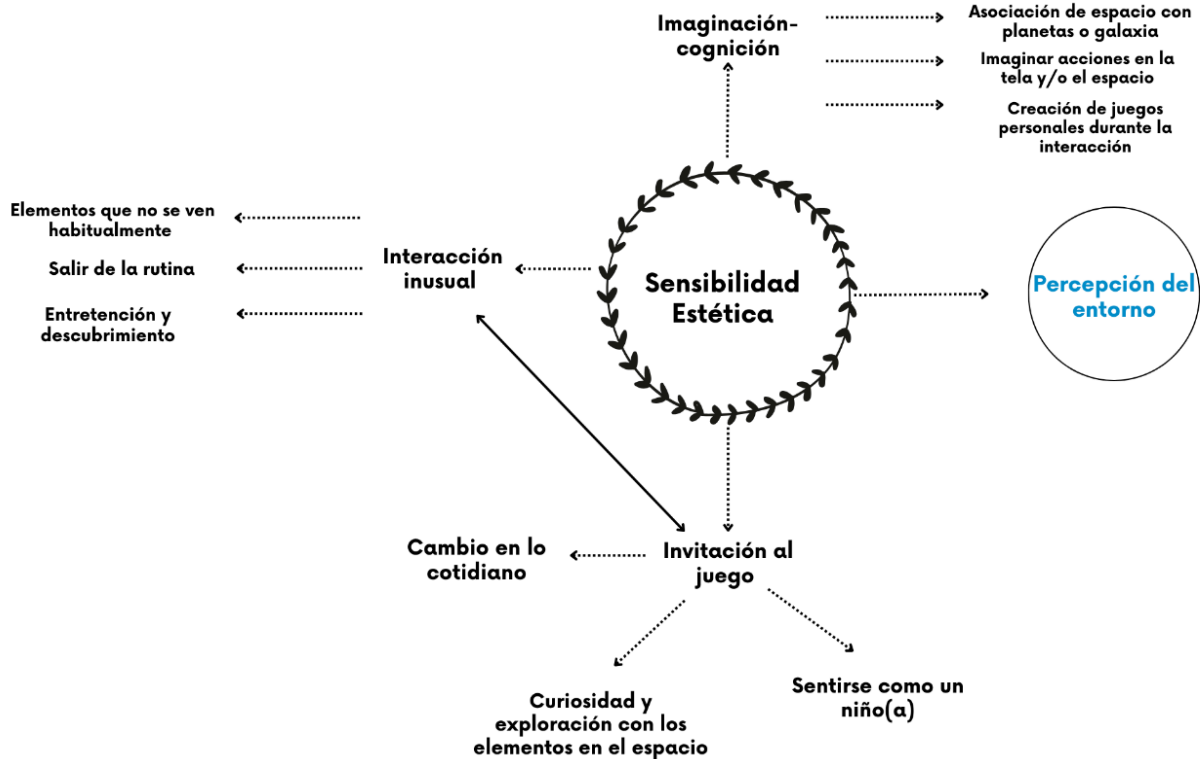 Imaginación-
cognición
Asociación de espacio con
planetas o galaxia
Imaginar acciones en la
tela y/o el espacio
Creación de juegos
personales durante la
interacción
Elementos que no se ven
habitualmente
Salir de la rutina
Entretención y
descubrimiento
Interacción
inusual
Sensibilidad
Estética
Percepción del
entorno
Cambio en lo
cotidiano
Invitación al
juego
Curiosidad y
exploración con los
elementos en el espacio
Sentirse como un
niño(a)